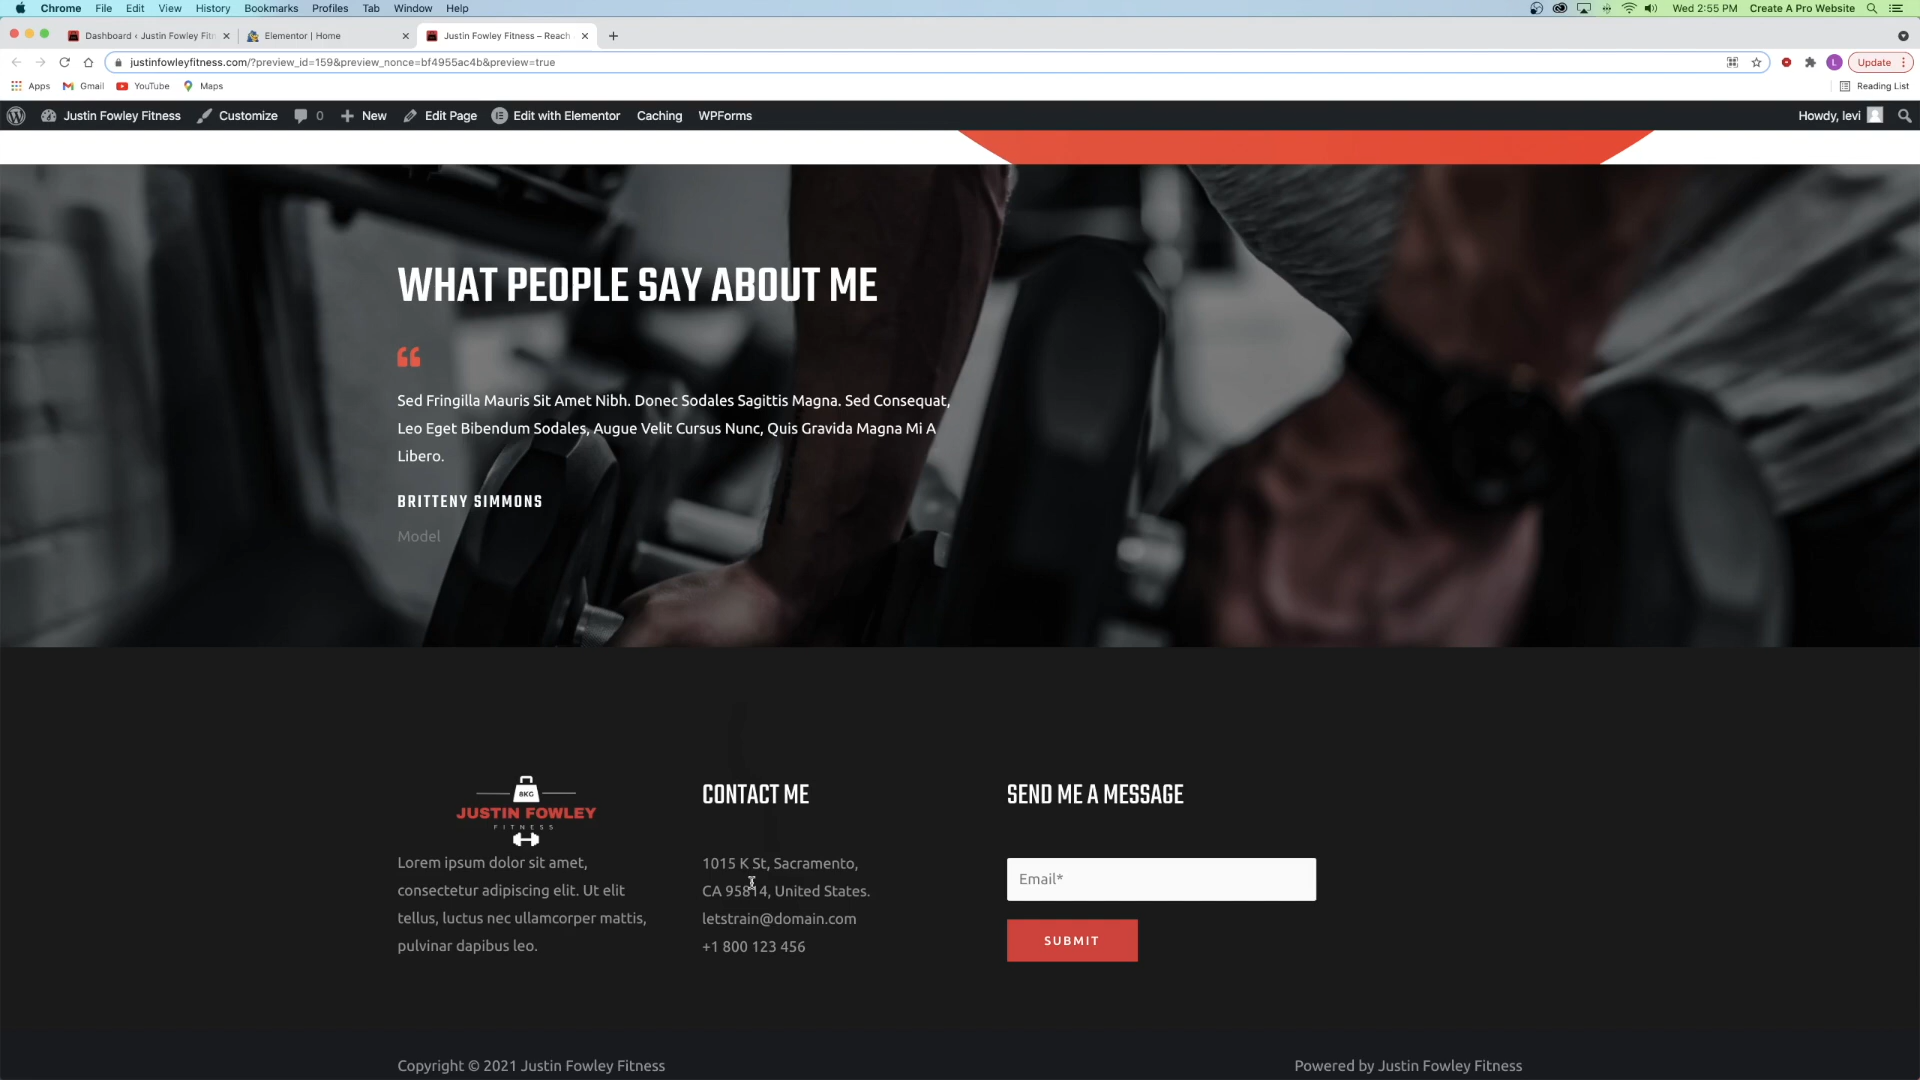 Chrome File Edit View History Bookmarks Profiles Tab Window Help
Wed 2:55 PM Create A Pro Website
Dashboard ‹ Justin Fowley Fitn
Elementor | Home
Justin Fowley Fitness – Reach
justinfowleyfitness.com/?preview_id=159&preview_nonce=bf4955ac4b&preview=true
L
Update
Apps Gmail YouTube Maps
Reading List
Justin Fowley Fitness Customize 0 New Edit Page Edit with Elementor Caching WPForms
Howdy, levi
WHAT PEOPLE SAY ABOUT ME
“
Sed Fringilla Mauris Sit Amet Nibh. Donec Sodales Sagittis Magna. Sed Consequat,
Leo Eget Bibendum Sodales, Augue Velit Cursus Nunc, Quis Gravida Magna Mi A
Libero.
BRITTENY SIMMONS
Model
8KG
JUSTIN FOWLEY
FITNESS
Lorem ipsum dolor sit amet,
consectetur adipiscing elit. Ut elit
tellus, luctus nec ullamcorper mattis,
pulvinar dapibus leo.
CONTACT ME
1015 K St, Sacramento,
CA 95814, United States.
letstrain@domain.com
+1 800 123 456
SEND ME A MESSAGE
Email*
SUBMIT
Copyright © 2021 Justin Fowley Fitness
Powered by Justin Fowley Fitness